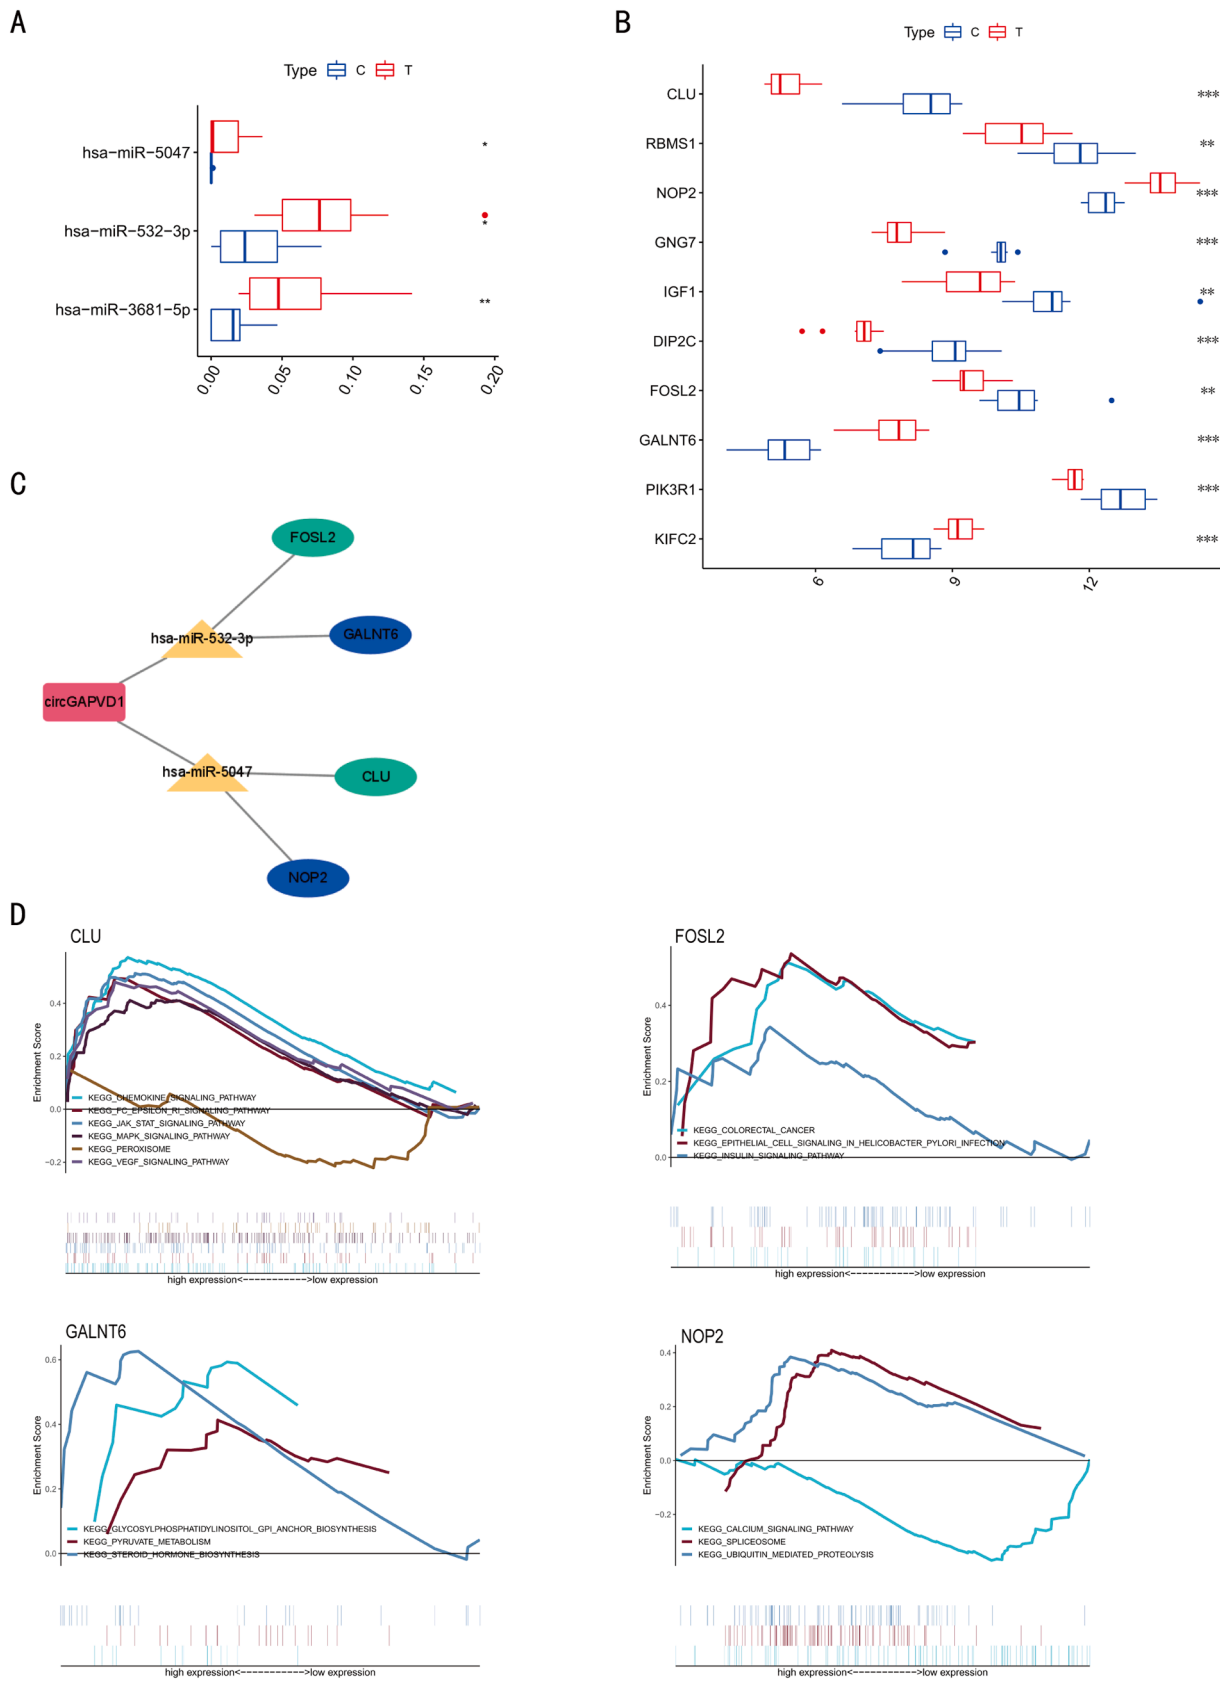 A
Type C T
hsa−miR−5047
*
hsa−miR−532−3p
*
hsa−miR−3681−5p
**
0.00 0.05 0.10 0.15 0.20
B
Type C T
CLU ***
RBMS1 **
NOP2 ***
GNG7 ***
IGF1 **
DIP2C ***
FOSL2 **
GALNT6 ***
PIK3R1 ***
KIFC2 ***
6 9 12
C
FOSL2
hsa-miR-532-3p
GALNT6
circGAPVD1
hsa-miR-5047
CLU
NOP2
D
CLU
Enrichment Score
0.4
0.2
0.0
−0.2
KEGG_CHEMOKINE_SIGNALING_PATHWAY
KEGG_FC_EPSILON_RI_SIGNALING_PATHWAY
KEGG_JAK_STAT_SIGNALING_PATHWAY
KEGG_MAPK_SIGNALING_PATHWAY
KEGG_PEROXISOME
KEGG_VEGF_SIGNALING_PATHWAY
high expression<------------->low expression
FOSL2
Enrichment Score
0.4
0.2
0.0
KEGG_COLORECTAL_CANCER
KEGG_EPITHELIAL_CELL_SIGNALING_IN_HELICOBACTER_PYLORI_INFECTION
KEGG_INSULIN_SIGNALING_PATHWAY
high expression<------------->low expression
GALNT6
Enrichment Score
0.6
0.4
0.2
0.0
KEGG_GLYCOSYLPHOSPHATIDYLINOSITOL_GPI_ANCHOR_BIOSYNTHESIS
KEGG_PYRUVATE_METABOLISM
KEGG_STEROID_HORMONE_BIOSYNTHESIS
high expression<------------->low expression
NOP2
Enrichment Score
0.4
0.2
0.0
−0.2
KEGG_CALCIUM_SIGNALING_PATHWAY
KEGG_SPLICEOSOME
KEGG_UBIQUITIN_MEDIATED_PROTEOLYSIS
high expression<------------->low expression